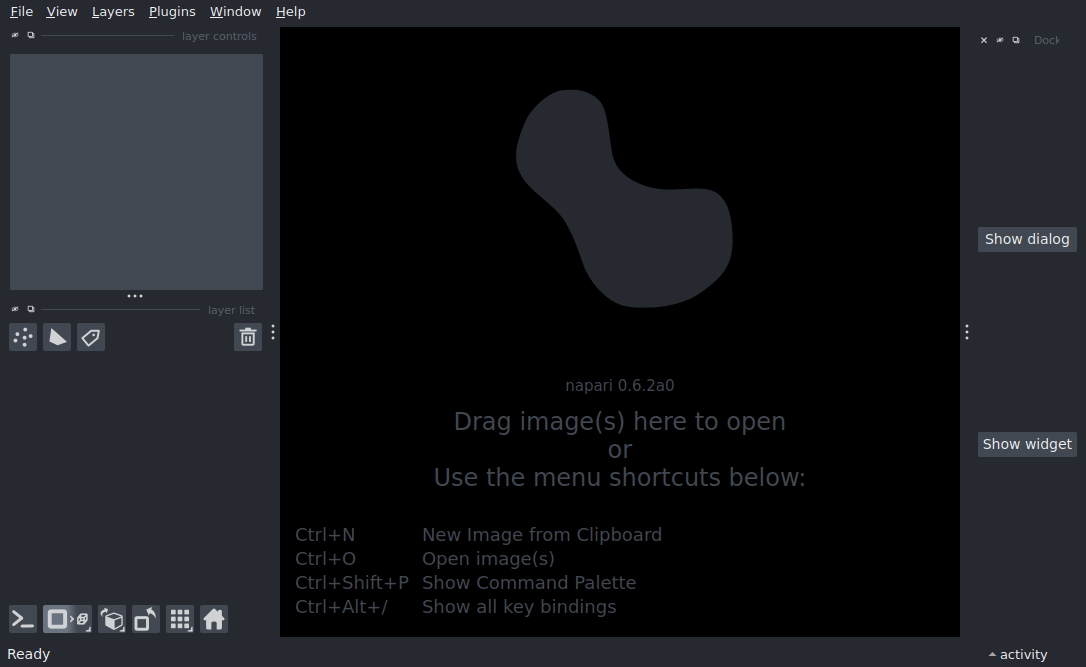 File View Layers Plugins Window Help
layer controls
Dock
Show dialog
layer list
napari 0.6.2a0
Drag image(s) here to open
or
Use the menu shortcuts below:
Show widget
Ctrl+N New Image from Clipboard
Ctrl+O Open image(s)
Ctrl+Shift+P Show Command Palette
Ctrl+Alt+/ Show all key bindings
Ready
activity